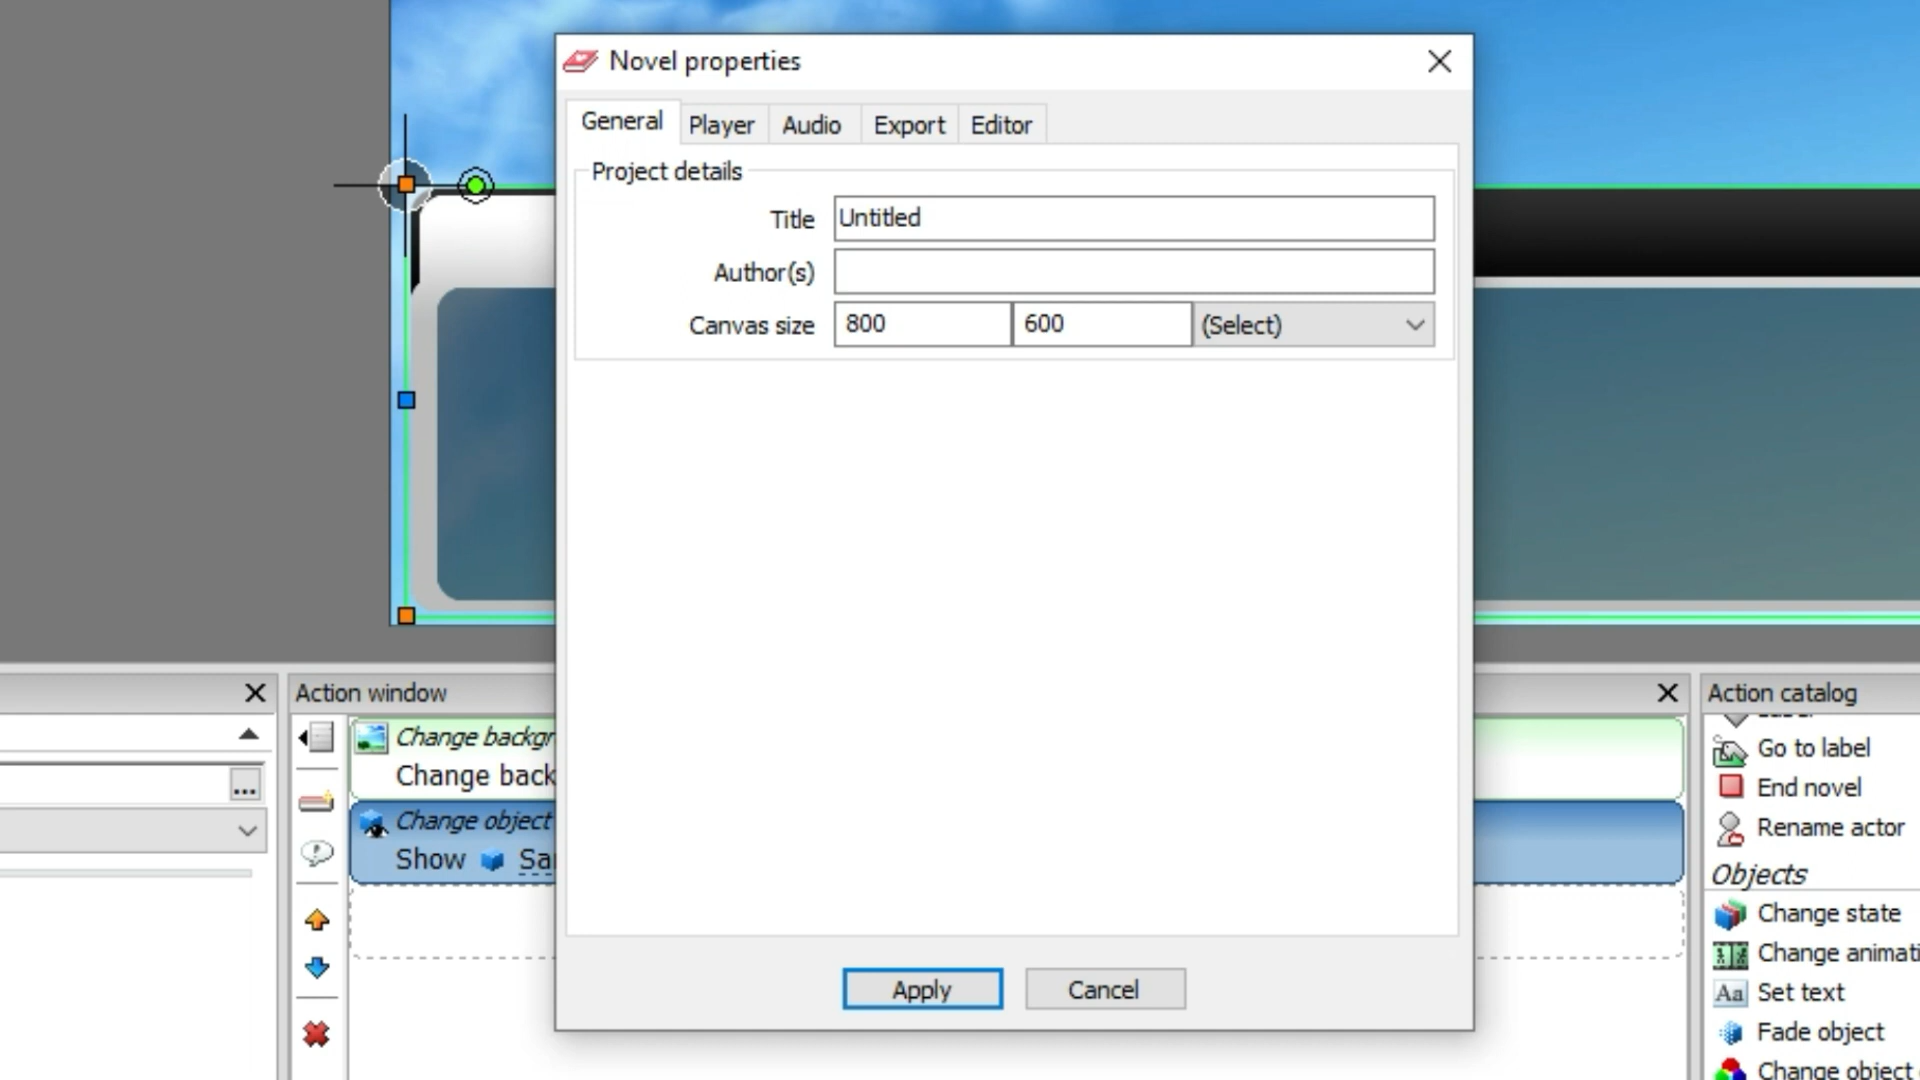 Novel properties
General Player Audio Export Editor
Project details
Title Untitled
Author(s)
Canvas size 800 600 (Select)
Apply Cancel
...
Action window
Change backgr
Change back
Change object
Show Sa
Action catalog
Go to label
End novel
Rename actor
Objects
Change state
Change animati
Aa Set text
Fade object
Change object